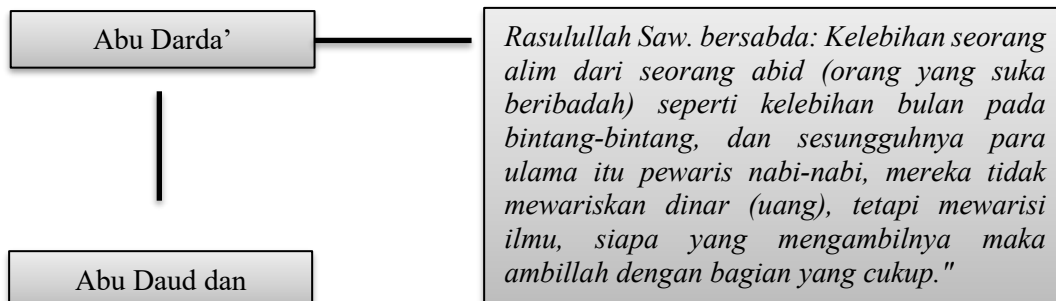 Abu Darda’
Rasulullah Saw. bersabda: Kelebihan seorang
alim dari seorang abid (orang yang suka
beribadah) seperti kelebihan bulan pada
bintang-bintang, dan sesungguhnya para
ulama itu pewaris nabi-nabi, mereka tidak
mewariskan dinar (uang), tetapi mewarisi
ilmu, siapa yang mengambilnya maka
ambillah dengan bagian yang cukup."
Abu Daud dan